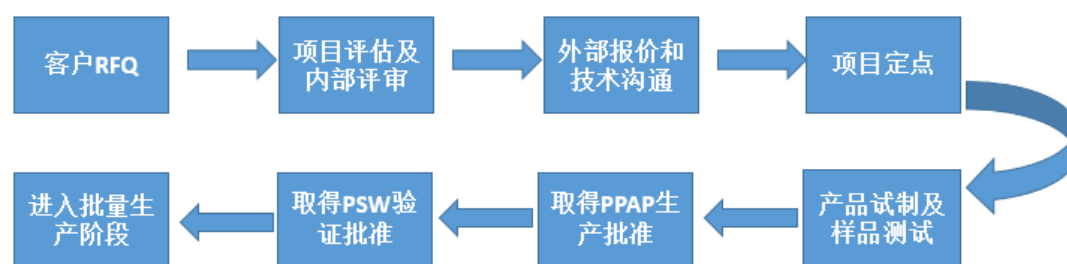 客户RFQ
项目评估及
内部评审
外部报价和
技术沟通
项目定点
产品试制及
样品测试
取得PPAP生
产批准
取得PSW验
证批准
进入批量生
产阶段